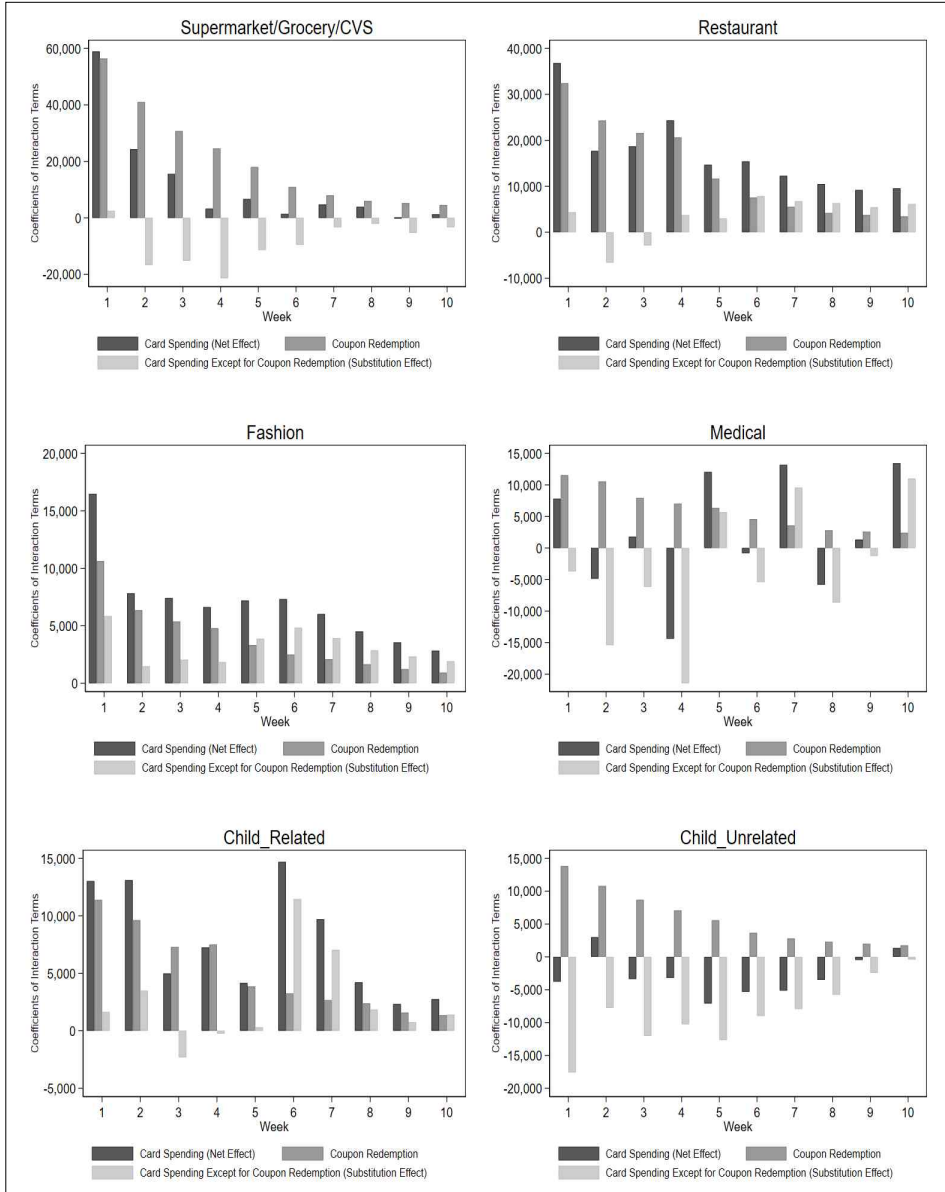 Supermarket/Grocery/CVS
Coefficients of Interaction Terms
60,000
40,000
20,000
0
-20,000
1 2 3 4 5 6 7 8 9 10
Week
Card Spending (Net Effect) Coupon Redemption
Card Spending Except for Coupon Redemption (Substitution Effect)
Restaurant
Coefficients of Interaction Terms
40,000
30,000
20,000
10,000
0
-10,000
1 2 3 4 5 6 7 8 9 10
Week
Card Spending (Net Effect) Coupon Redemption
Card Spending Except for Coupon Redemption (Substitution Effect)
Fashion
Coefficients of Interaction Terms
20,000
15,000
10,000
5,000
0
1 2 3 4 5 6 7 8 9 10
Week
Card Spending (Net Effect) Coupon Redemption
Card Spending Except for Coupon Redemption (Substitution Effect)
Medical
Coefficients of Interaction Terms
15,000
10,000
5,000
0
-5,000
-10,000
-15,000
-20,000
1 2 3 4 5 6 7 8 9 10
Week
Card Spending (Net Effect) Coupon Redemption
Card Spending Except for Coupon Redemption (Substitution Effect)
Child_Related
Coefficients of Interaction Terms
15,000
10,000
5,000
0
-5,000
1 2 3 4 5 6 7 8 9 10
Week
Card Spending (Net Effect) Coupon Redemption
Card Spending Except for Coupon Redemption (Substitution Effect)
Child_Unrelated
Coefficients of Interaction Terms
15,000
10,000
5,000
0
-5,000
-10,000
-15,000
-20,000
1 2 3 4 5 6 7 8 9 10
Week
Card Spending (Net Effect) Coupon Redemption
Card Spending Except for Coupon Redemption (Substitution Effect)